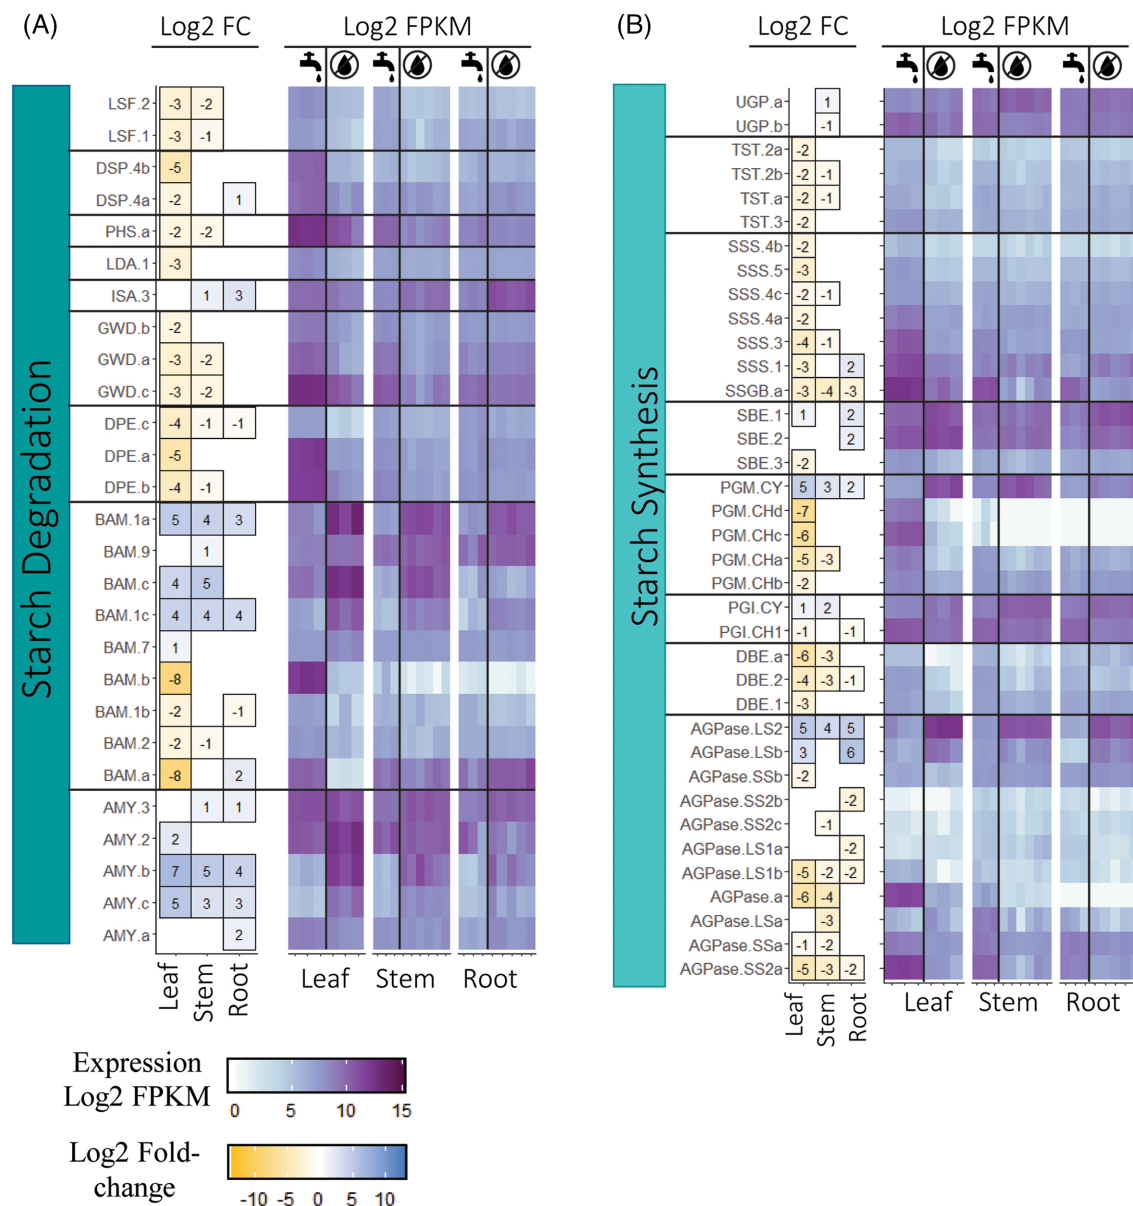 (A)
Log2 FC
Log2 FPKM
Starch Degradation
LSF.2 -3 -2
LSF.1 -3 -1
DSP.4b -5
DSP.4a -2 1
PHS.a -2 -2
LDA.1 -3
ISA.3 1 3
GWD.b -2
GWD.a -3 -2
GWD.c -3 -2
DPE.c -4 -1 -1
DPE.a -5
DPE.b -4 -1
BAM.1a 5 4 3
BAM.9 1
BAM.c 4 5
BAM.1c 4 4 4
BAM.7 1
BAM.b -8
BAM.1b -2 -1
BAM.2 -2 -1
BAM.a -8 2
AMY.3 1 1
AMY.2 2
AMY.b 7 5 4
AMY.c 5 3 3
AMY.a 2
Leaf
Stem
Root
Leaf Stem Root
(B)
Log2 FC
Log2 FPKM
Starch Synthesis
UGP.a 1
UGP.b -1
TST.2a -2
TST.2b -2 -1
TST.a -2 -1
TST.3 -2
SSS.4b -2
SSS.5 -3
SSS.4c -2 -1
SSS.4a -2
SSS.3 -4 -1
SSS.1 -3 2
SSGB.a -3 -4 -3
SBE.1 1 2
SBE.2 2
SBE.3 -2
PGM.CY 5 3 2
PGM.CHd -7
PGM.CHc -6
PGM.CHa -5 -3
PGM.CHb -2
PGI.CY 1 2
PGI.CH1 -1 -1
DBE.a -6 -3
DBE.2 -4 -3 -1
DBE.1 -3
AGPase.LS2 5 4 5
AGPase.LSb 3 6
AGPase.SSb -2
AGPase.SS2b -2
AGPase.SS2c -1
AGPase.LS1a -2
AGPase.LS1b -5 -2 -2
AGPase.a -6 -4
AGPase.LSa -3
AGPase.SSa -1 -2
AGPase.SS2a -5 -3 -2
Leaf
Stem
Root
Leaf Stem Root
Expression
Log2 FPKM
0 5 10 15
Log2 Fold-
change
-10 -5 0 5 10